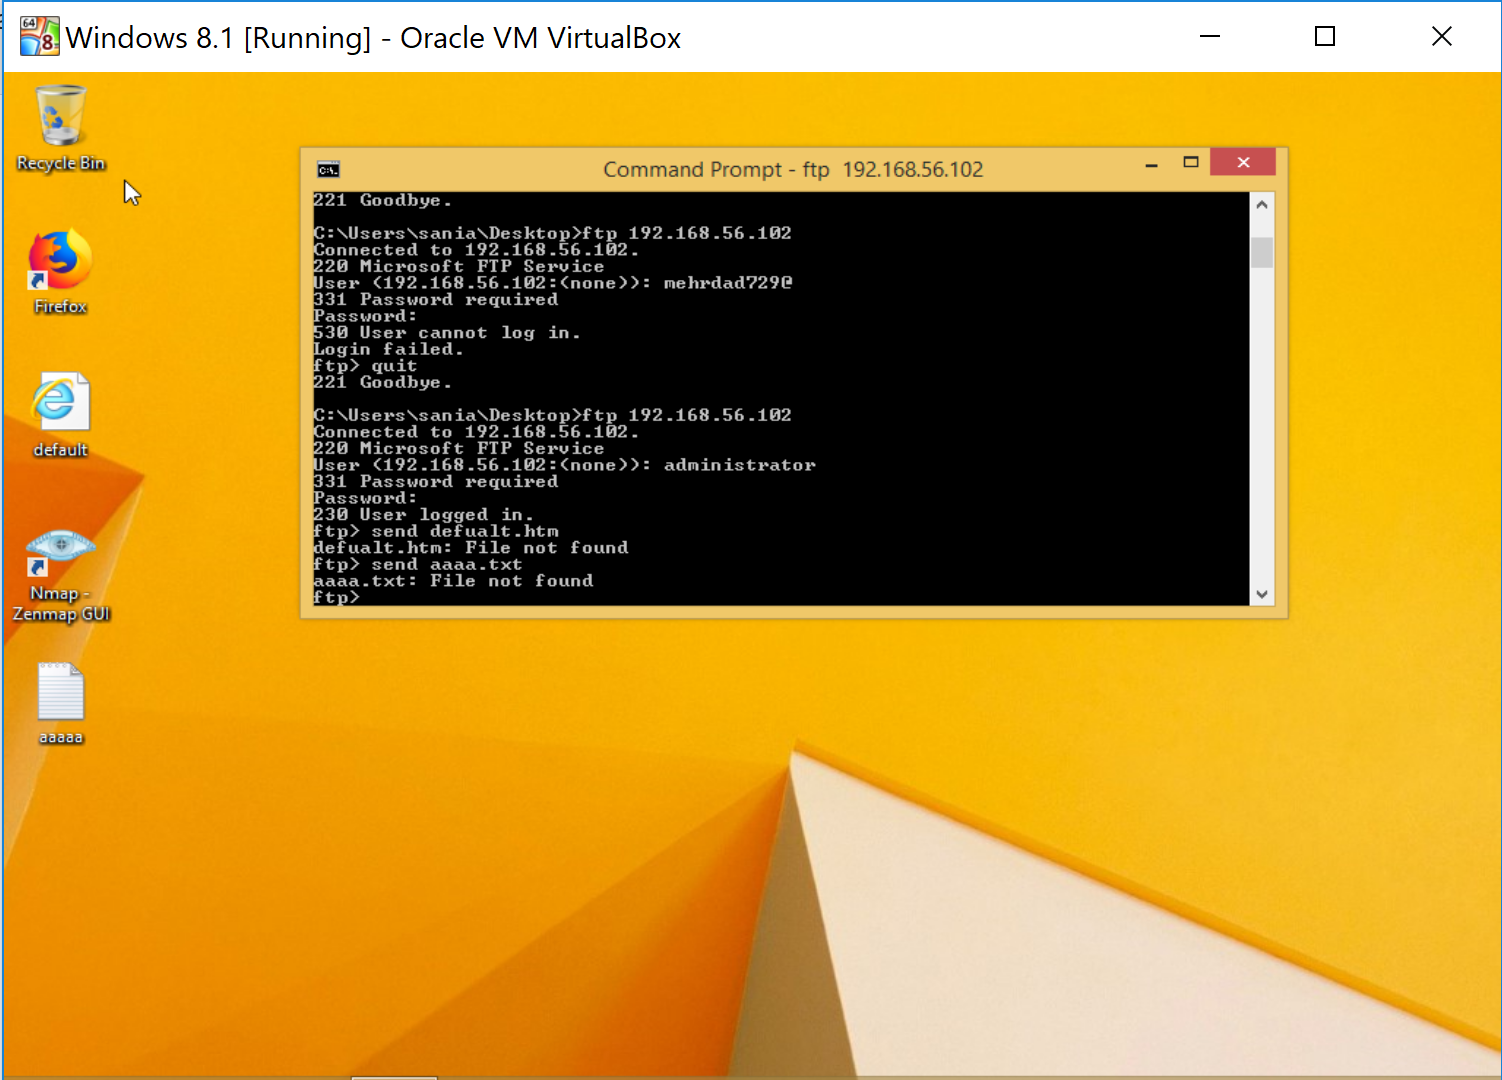 Windows 8.1 [Running] - Oracle VM VirtualBox
Recycle Bin
Firefox
default
Nmap -
Zenmap GUI
aaaaa
Command Prompt - ftp 192.168.56.102
221 Goodbye.
C:\Users\sania\Desktop>ftp 192.168.56.102
Connected to 192.168.56.102.
220 Microsoft FTP Service
User (192.168.56.102:(none)): mehrdad729@
331 Password required
Password:
530 User cannot log in.
Login failed.
ftp> quit
221 Goodbye.
C:\Users\sania\Desktop>ftp 192.168.56.102
Connected to 192.168.56.102.
220 Microsoft FTP Service
User (192.168.56.102:(none)): administrator
331 Password required
Password:
230 User logged in.
ftp> send defualt.htm
defualt.htm: File not found
ftp> send aaaa.txt
aaaa.txt: File not found
ftp>